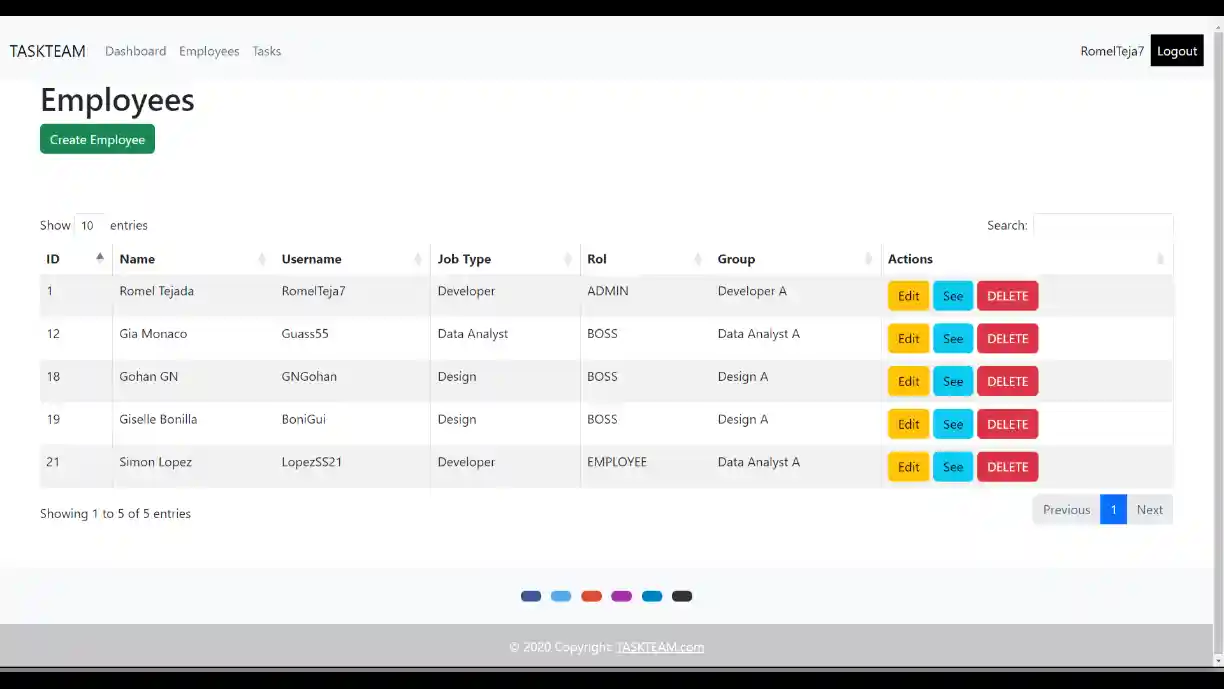 TASKTEAM Dashboard Employees Tasks RomelTeja7 Logout
Employees
Create Employee
Show 10 entries Search:
ID Name Username Job Type Rol Group Actions
1 Romel Tejada RomelTeja7 Developer ADMIN Developer A Edit See DELETE
12 Gia Monaco Guass55 Data Analyst BOSS Data Analyst A Edit See DELETE
18 Gohan GN GNGohan Design BOSS Design A Edit See DELETE
19 Giselle Bonilla BoniGui Design BOSS Design A Edit See DELETE
21 Simon Lopez LopezSS21 Developer EMPLOYEE Data Analyst A Edit See DELETE
Showing 1 to 5 of 5 entries Previous 1 Next
© 2020 Copyright: TASKTEAM.com